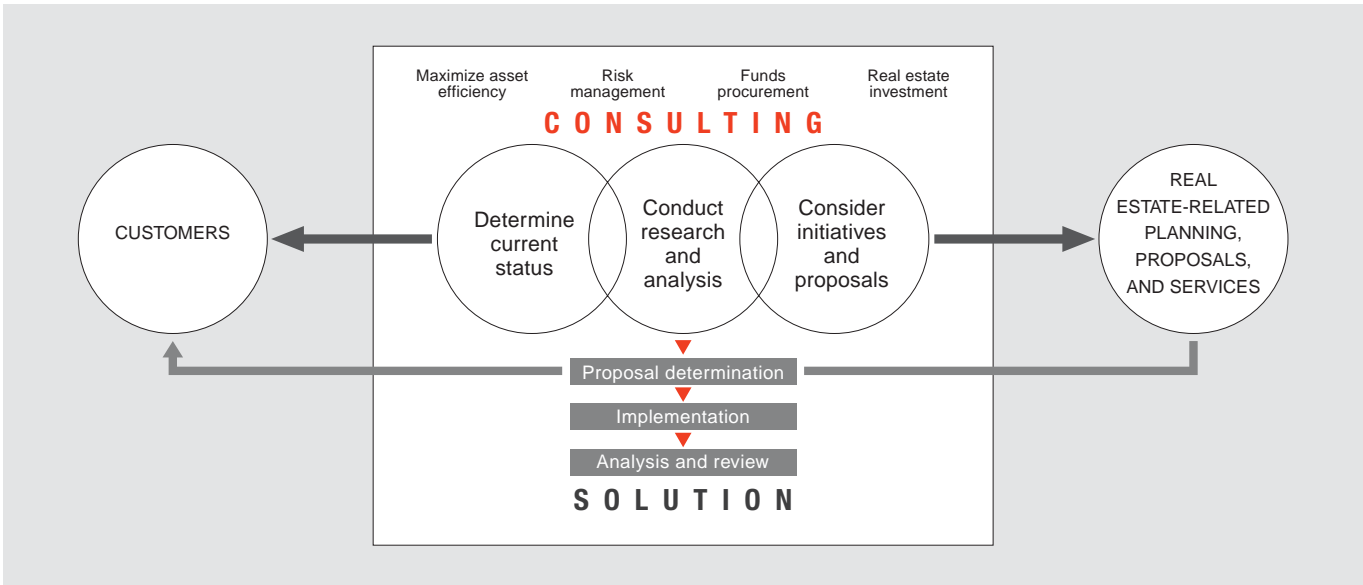 Maximize asset
efficiency
Risk
management
Funds
procurement
Real estate
investment
CONSULTING
CUSTOMERS
Determine
current
status
Conduct
research
and
analysis
Consider
initiatives
and
proposals
REAL
ESTATE-RELATED
PLANNING,
PROPOSALS,
AND SERVICES
Proposal determination
Implementation
Analysis and review
SOLUTION